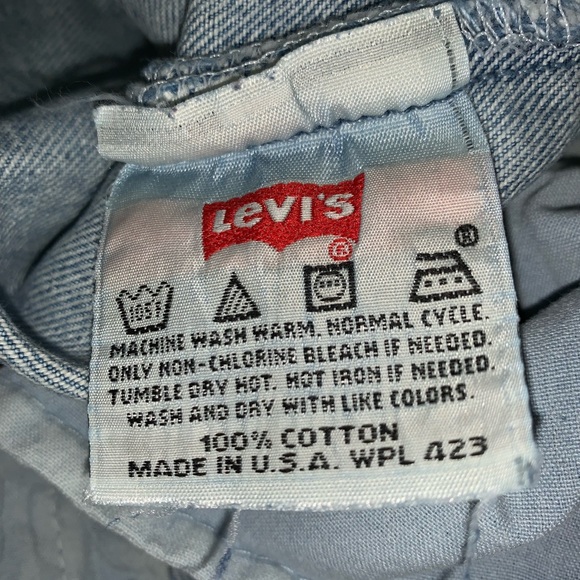 Levi's
®
®
105F
MACHINE WASH WARM. NORMAL CYCLE.
ONLY NON-CHLORINE BLEACH IF NEEDED.
TUMBLE DRY HOT. HOT IRON IF NEEDED.
WASH AND DRY WITH LIKE COLORS.
100% COTTON
MADE IN U.S.A. WPL 423